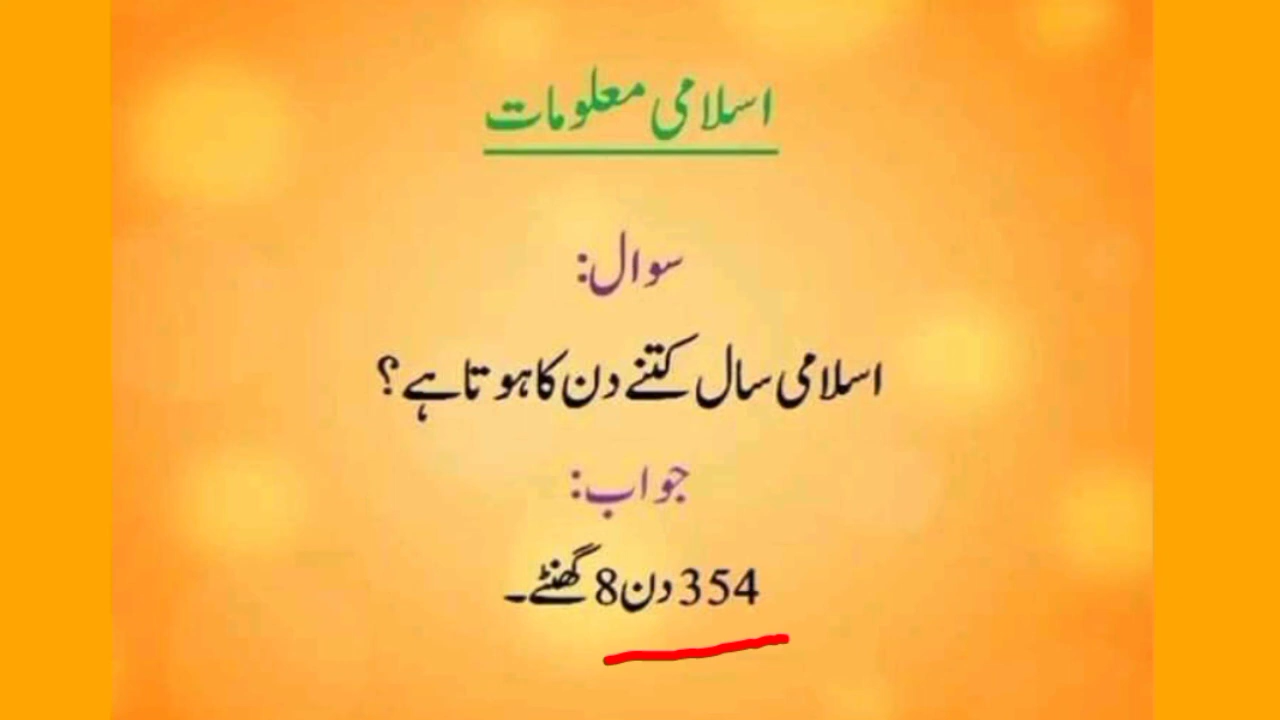 اسلامی معلومات
سوال:
اسلامی سال کتنے دن کا ہوتا ہے؟
جواب:
354 دن 8 گھنٹے۔